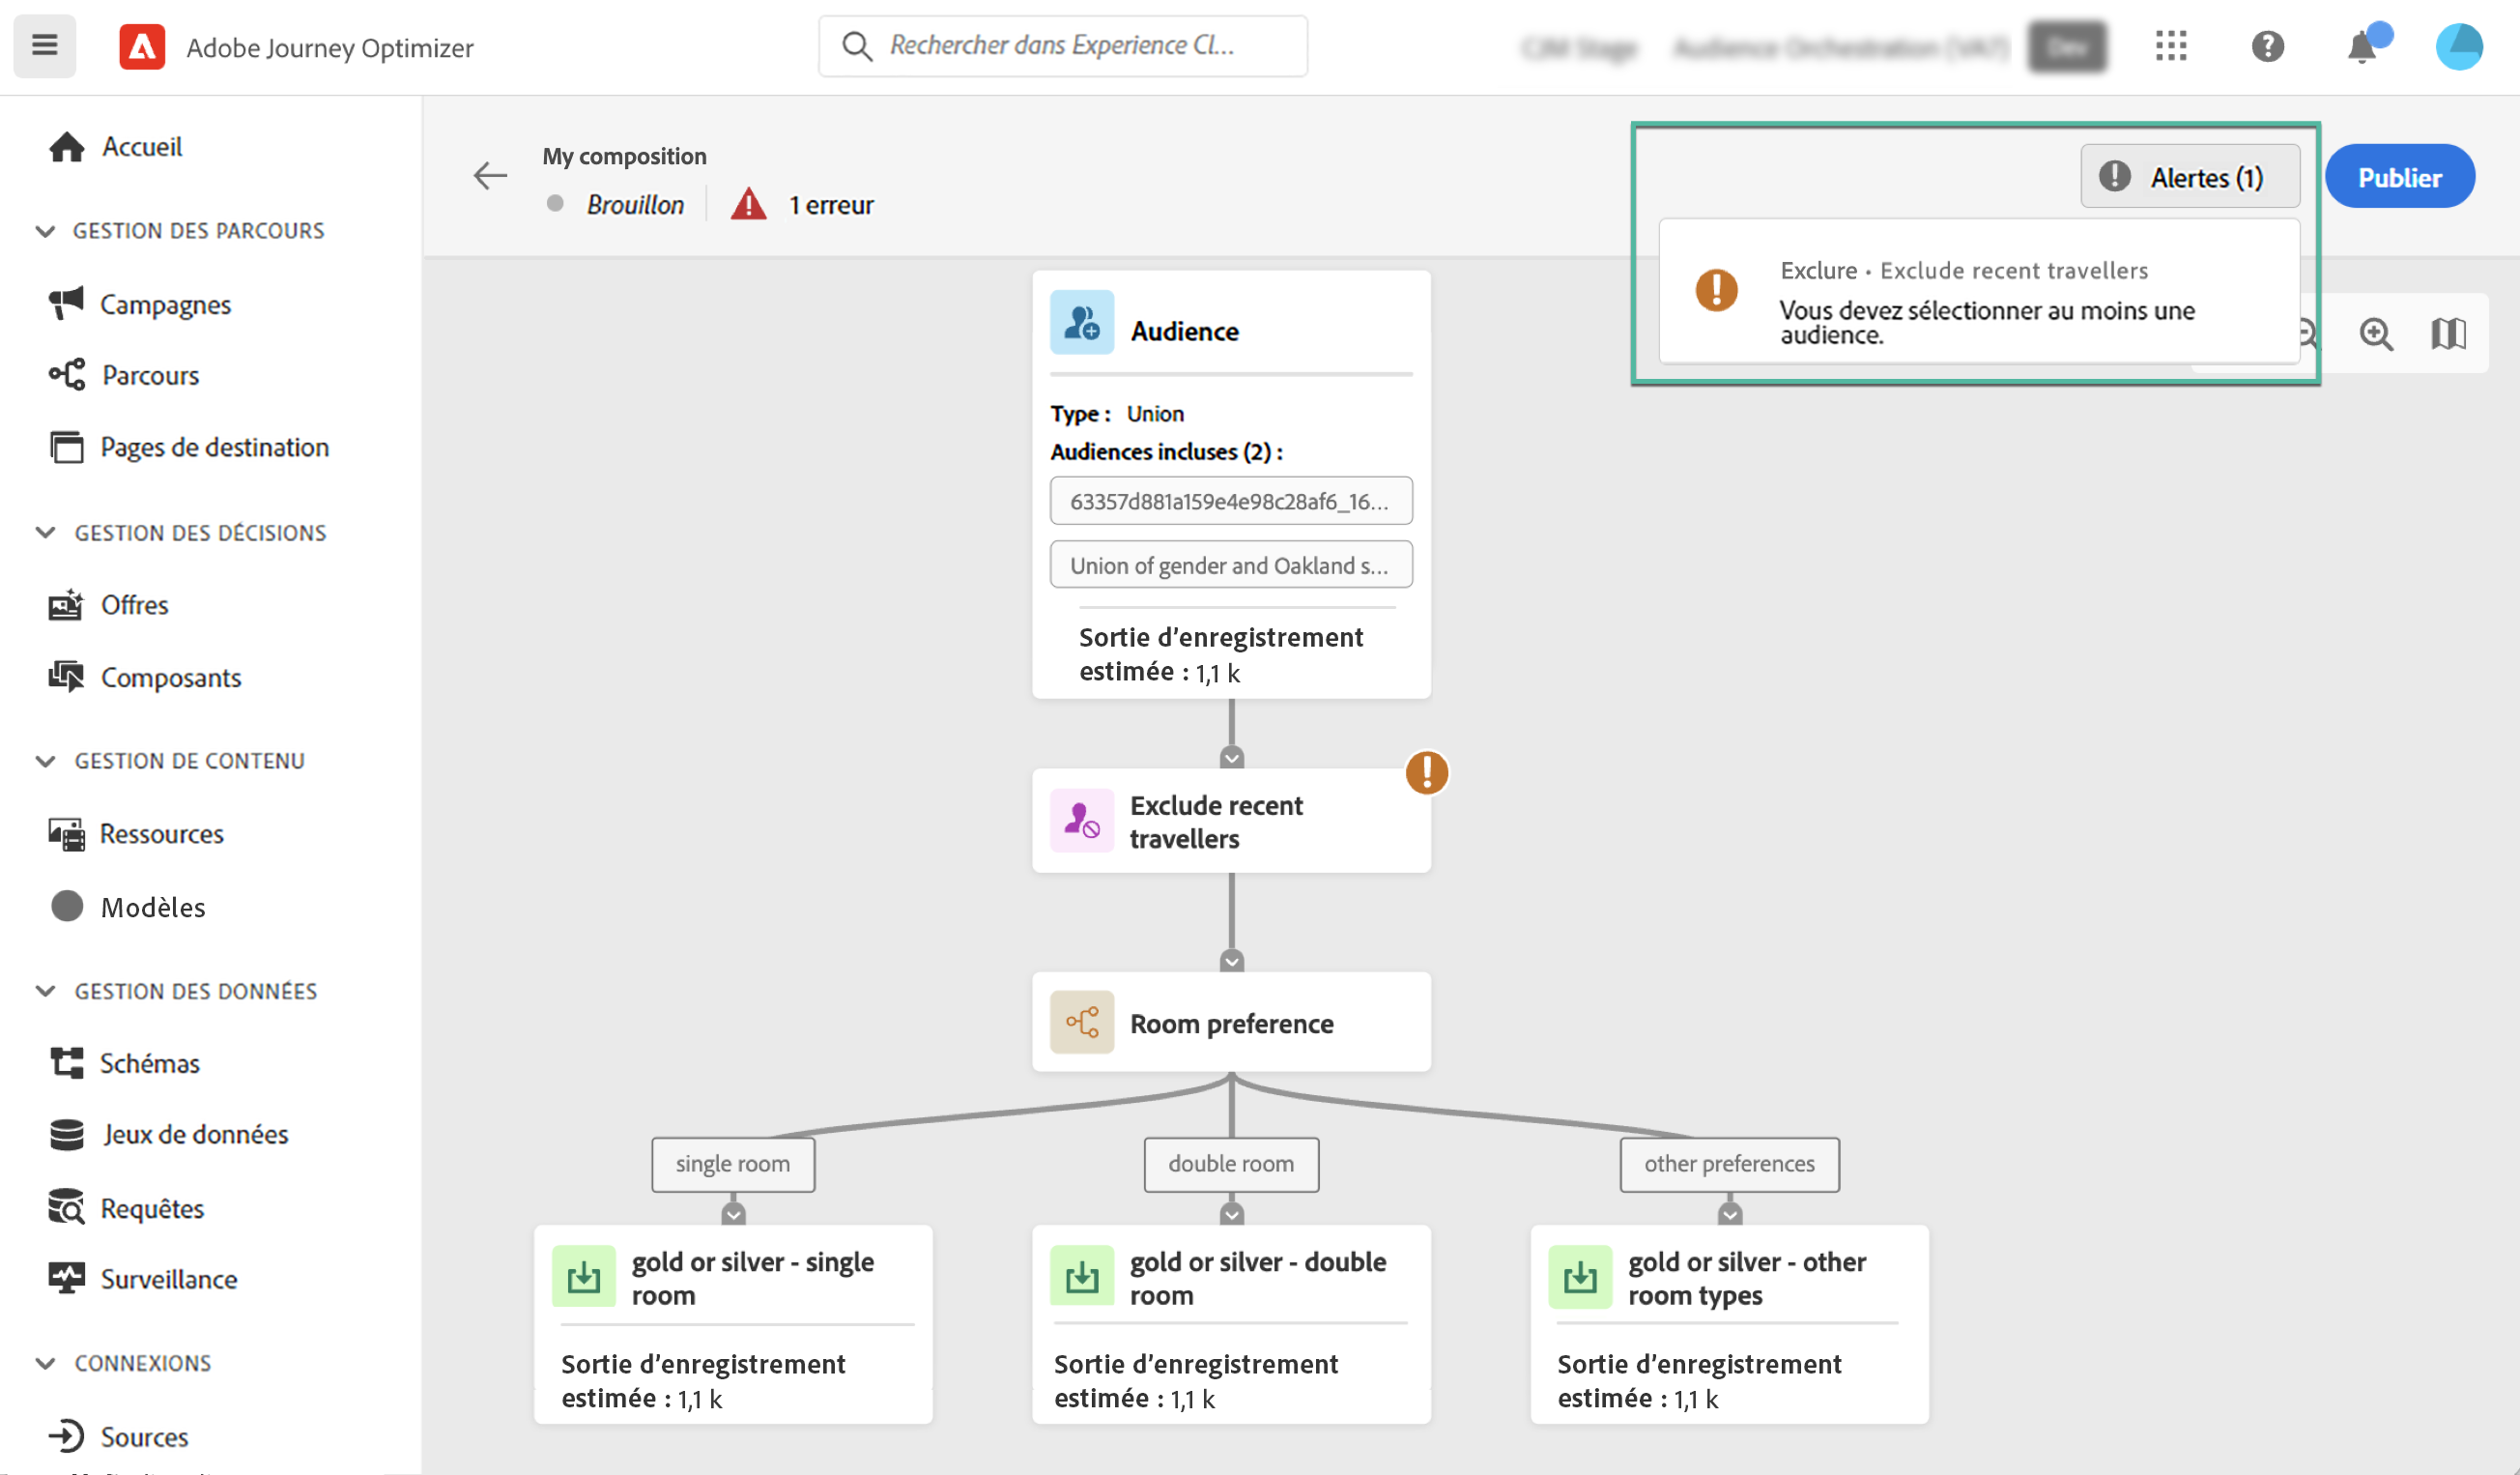 Adobe Journey Optimizer
Rechercher dans Experience Cl...
Accueil
GESTION DES PARCOURS
Campagnes
Parcours
Pages de destination
GESTION DES DÉCISIONS
Offres
Composants
GESTION DE CONTENU
Ressources
Modèles
GESTION DES DONNÉES
Schémas
Jeux de données
Requêtes
Surveillance
CONNEXIONS
Sources
My composition
Brouillon
1 erreur
Alertes (1)
Publier
Exclure • Exclude recent travellers
Vous devez sélectionner au moins une
audience.
Audience
Type : Union
Audiences incluses (2) :
63357d881a159e4e98c28af6_16...
Union of gender and Oakland s...
Sortie d’enregistrement
estimée : 1,1 k
Exclude recent
travellers
Room preference
single room
double room
other preferences
gold or silver - single
room
Sortie d’enregistrement
estimée : 1,1 k
gold or silver - double
room
Sortie d’enregistrement
estimée : 1,1 k
gold or silver - other
room types
Sortie d’enregistrement
estimée : 1,1 k